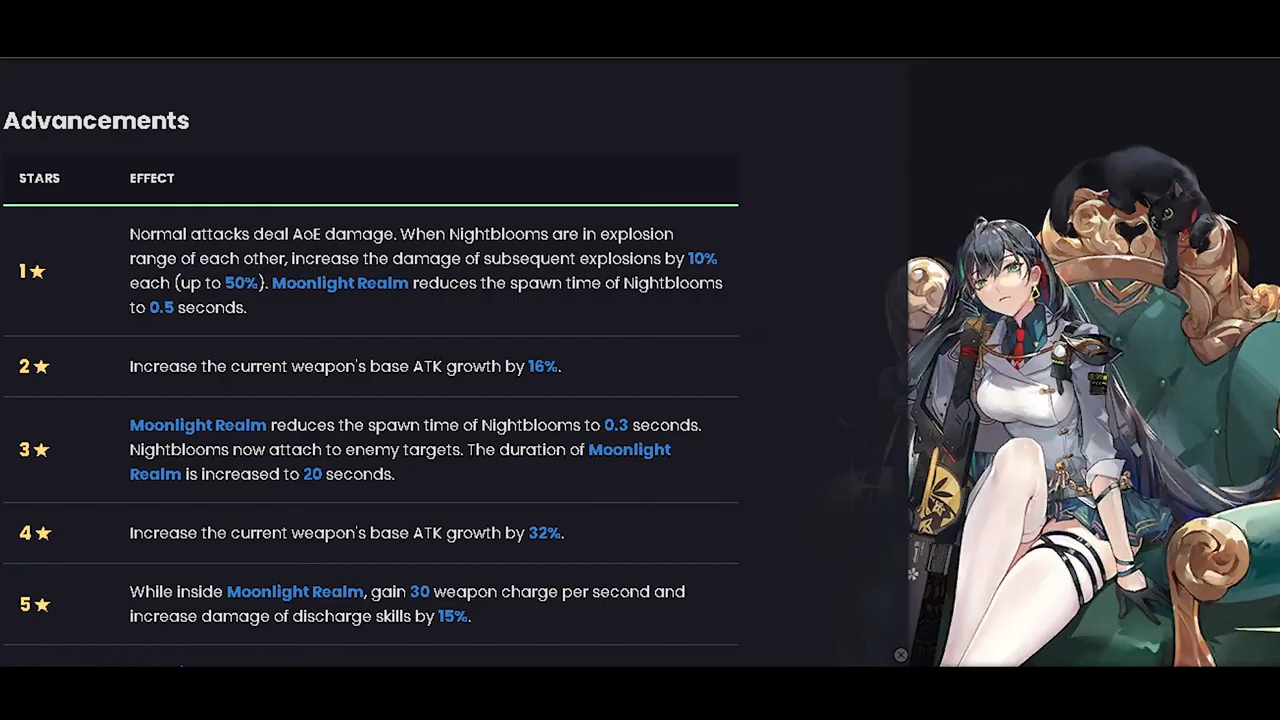 Advancements
STARS EFFECT
1★ Normal attacks deal AoE damage. When Nightblooms are in explosion
range of each other, increase the damage of subsequent explosions by 10%
each (up to 50%). Moonlight Realm reduces the spawn time of Nightblooms
to 0.5 seconds.
2★ Increase the current weapon's base ATK growth by 16%.
3★ Moonlight Realm reduces the spawn time of Nightblooms to 0.3 seconds.
Nightblooms now attach to enemy targets. The duration of Moonlight
Realm is increased to 20 seconds.
4★ Increase the current weapon's base ATK growth by 32%.
5★ While inside Moonlight Realm, gain 30 weapon charge per second and
increase damage of discharge skills by 15%.